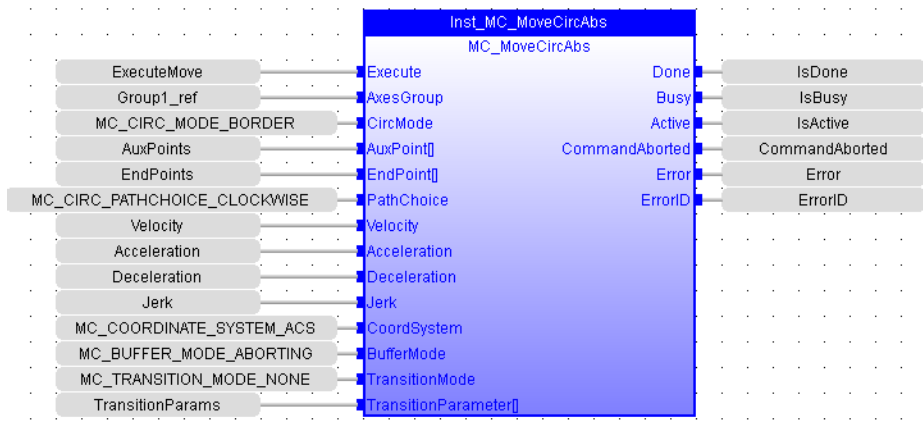 Inst_MC_MoveCircAbs
MC_MoveCircAbs
ExecuteMove Execute Done IsDone
Group1_ref AxesGroup Busy IsBusy
MC_CIRC_MODE_BORDER CircMode Active IsActive
AuxPoints AuxPoint[] CommandAborted CommandAborted
EndPoints EndPoint[] Error Error
MC_CIRC_PATHCHOICE_CLOCKWISE PathChoice ErrorID ErrorID
Velocity Velocity
Acceleration Acceleration
Deceleration Deceleration
Jerk Jerk
MC_COORDINATE_SYSTEM_ACS CoordSystem
MC_BUFFER_MODE_ABORTING BufferMode
MC_TRANSITION_MODE_NONE TransitionMode
TransitionParams TransitionParameter[]